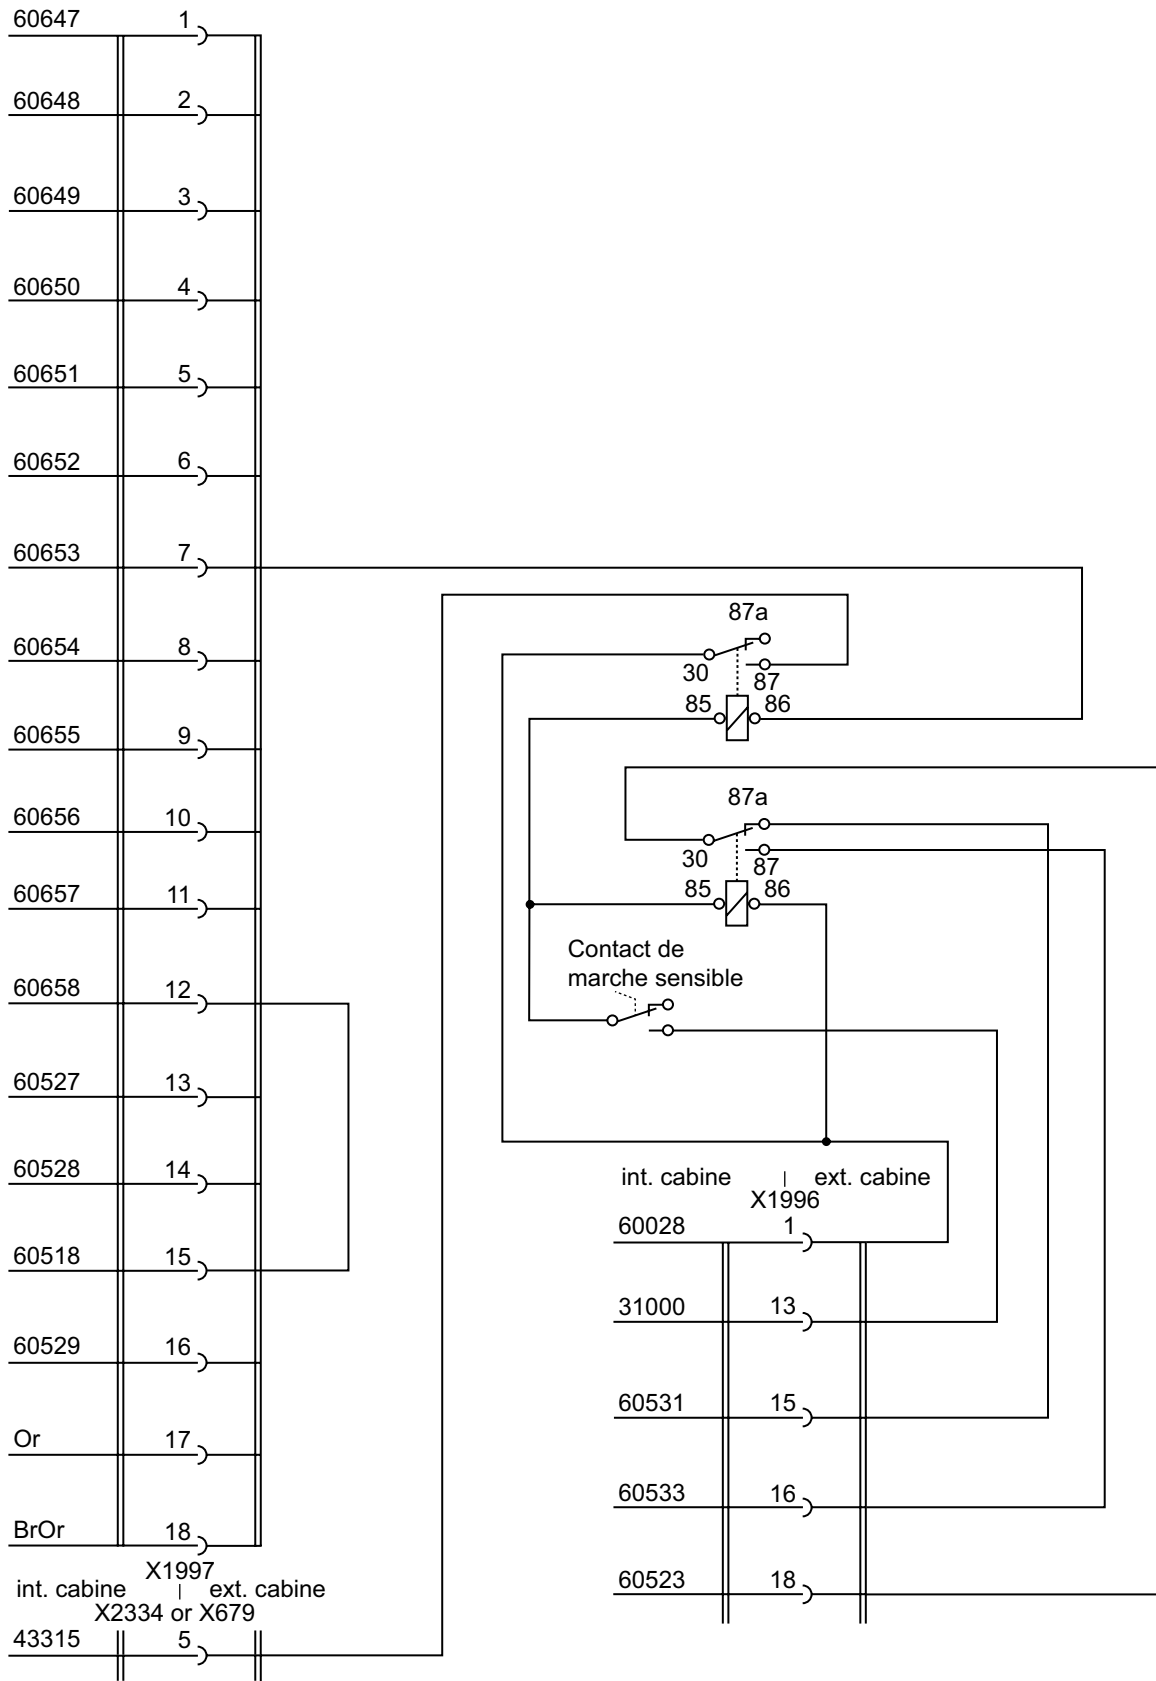 60647 1
60648 2
60649 3
60650 4
60651 5
60652 6
60653 7
60654 8
60655 9
60656 10
60657 11
60658 12
60527 13
60528 14
60518 15
60529 16
Or 17
BrOr 18
X1997
int. cabine ext. cabine
X2334 or X679
43315 5
87a
30
87
85 86
87a
30
87
85 86
Contact de
marche sensible
int. cabine ext. cabine
X1996
60028 1
31000 13
60531 15
60533 16
60523 18